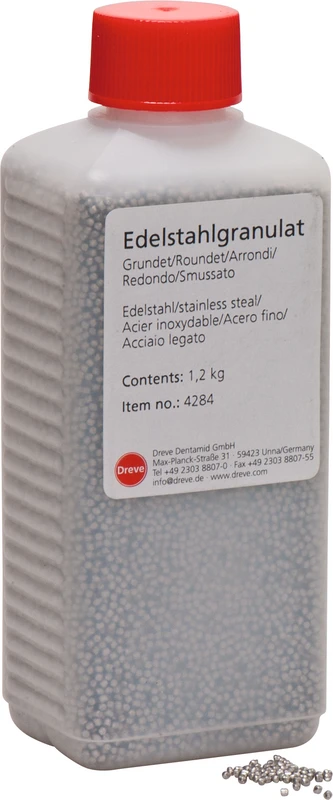 Edelstahlgranulat
Grundet/Roundet/Arrondi/
Redondo/Smussato
Edelstahl/stainless steal/
Acier inoxydable/Acero fino/
Acciaio legato
Contents: 1,2 kg
Item no.: 4284
Dreve
Dreve Dentamid GmbH
Max-Planck-Straße 31 · 59423 Unna/Germany
Tel +49 2303 8807-0 · Fax +49 2303 8807-55
info@dreve.de · www.dreve.com